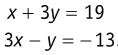 x + 3y = 19
3x − y = −13